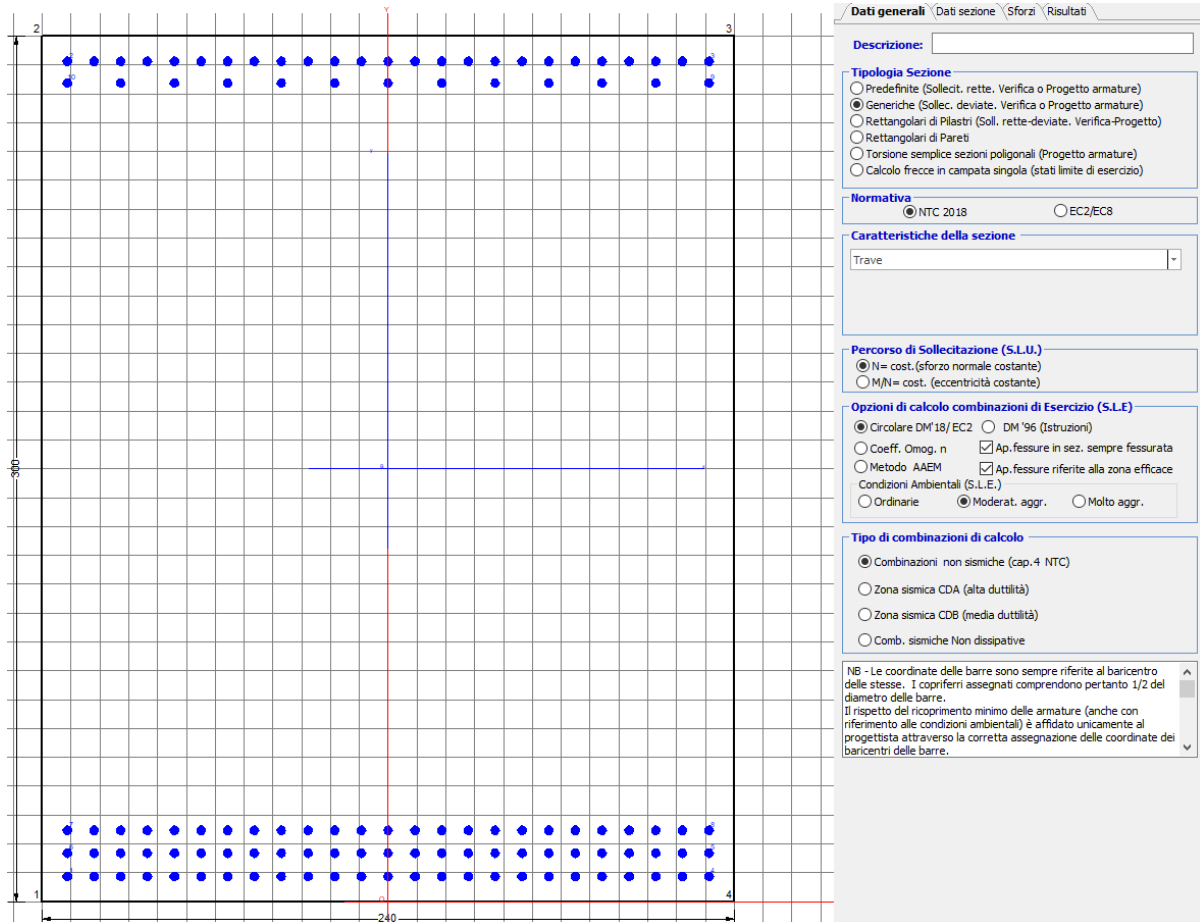 Y
2
3
300
1
4
240
Dati generali
Dati sezione
Sforzi
Risultati
Descrizione:
Tipologia Sezione
Predefinite (Sollecit. rette. Verifica o Progetto armature)
Generiche (Sollec. deviate. Verifica o Progetto armature)
Rettangolari di Pilastri (Soll. rette-deviate. Verifica-Progetto)
Rettangolari di Pareti
Torsione semplice sezioni poligonali (Progetto armature)
Calcolo frecce in campata singola (stati limite di esercizio)
Normativa
NTC 2018
EC2/EC8
Caratteristiche della sezione
Trave
Percorso di Sollecitazione (S.L.U.)
N= cost.(sforzo normale costante)
M/N= cost. (eccentricità costante)
Opzioni di calcolo combinazioni di Esercizio (S.L.E)
Circolare DM'18/ EC2
DM '96 (Istruzioni)
Coeff. Omog. n
Ap.fessure in sez. sempre fessurata
Metodo AAEM
Ap.fessure riferite alla zona efficace
Condizioni Ambientali (S.L.E.)
Ordinarie
Moderat. aggr.
Molto aggr.
Tipo di combinazioni di calcolo
Combinazioni non sismiche (cap.4 NTC)
Zona sismica CDA (alta duttilità)
Zona sismica CDB (media duttilità)
Comb. sismiche Non dissipative
NB - Le coordinate delle barre sono sempre riferite al baricentro
delle stesse. I copriferri assegnati comprendono pertanto 1/2 del
diametro delle barre.
Il rispetto del ricoprimento minimo delle armature (anche con
riferimento alle condizioni ambientali) è affidato unicamente al
progettista attraverso la corretta assegnazione delle coordinate dei
baricentri delle barre.